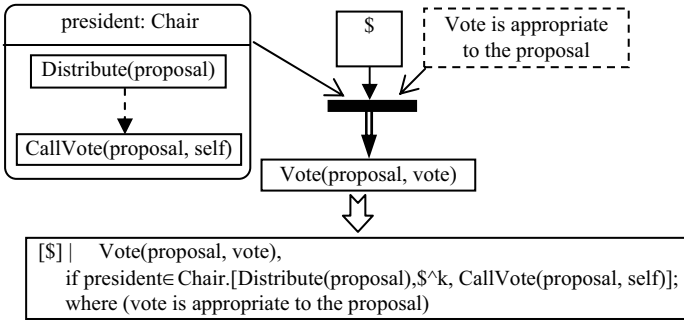 president: Chair
Distribute(proposal)
CallVote(proposal, self)
$
Vote is appropriate
to the proposal
Vote(proposal, vote)
[$] | Vote(proposal, vote),
if president∈Chair.[Distribute(proposal),$^k, CallVote(proposal, self)];
where (vote is appropriate to the proposal)